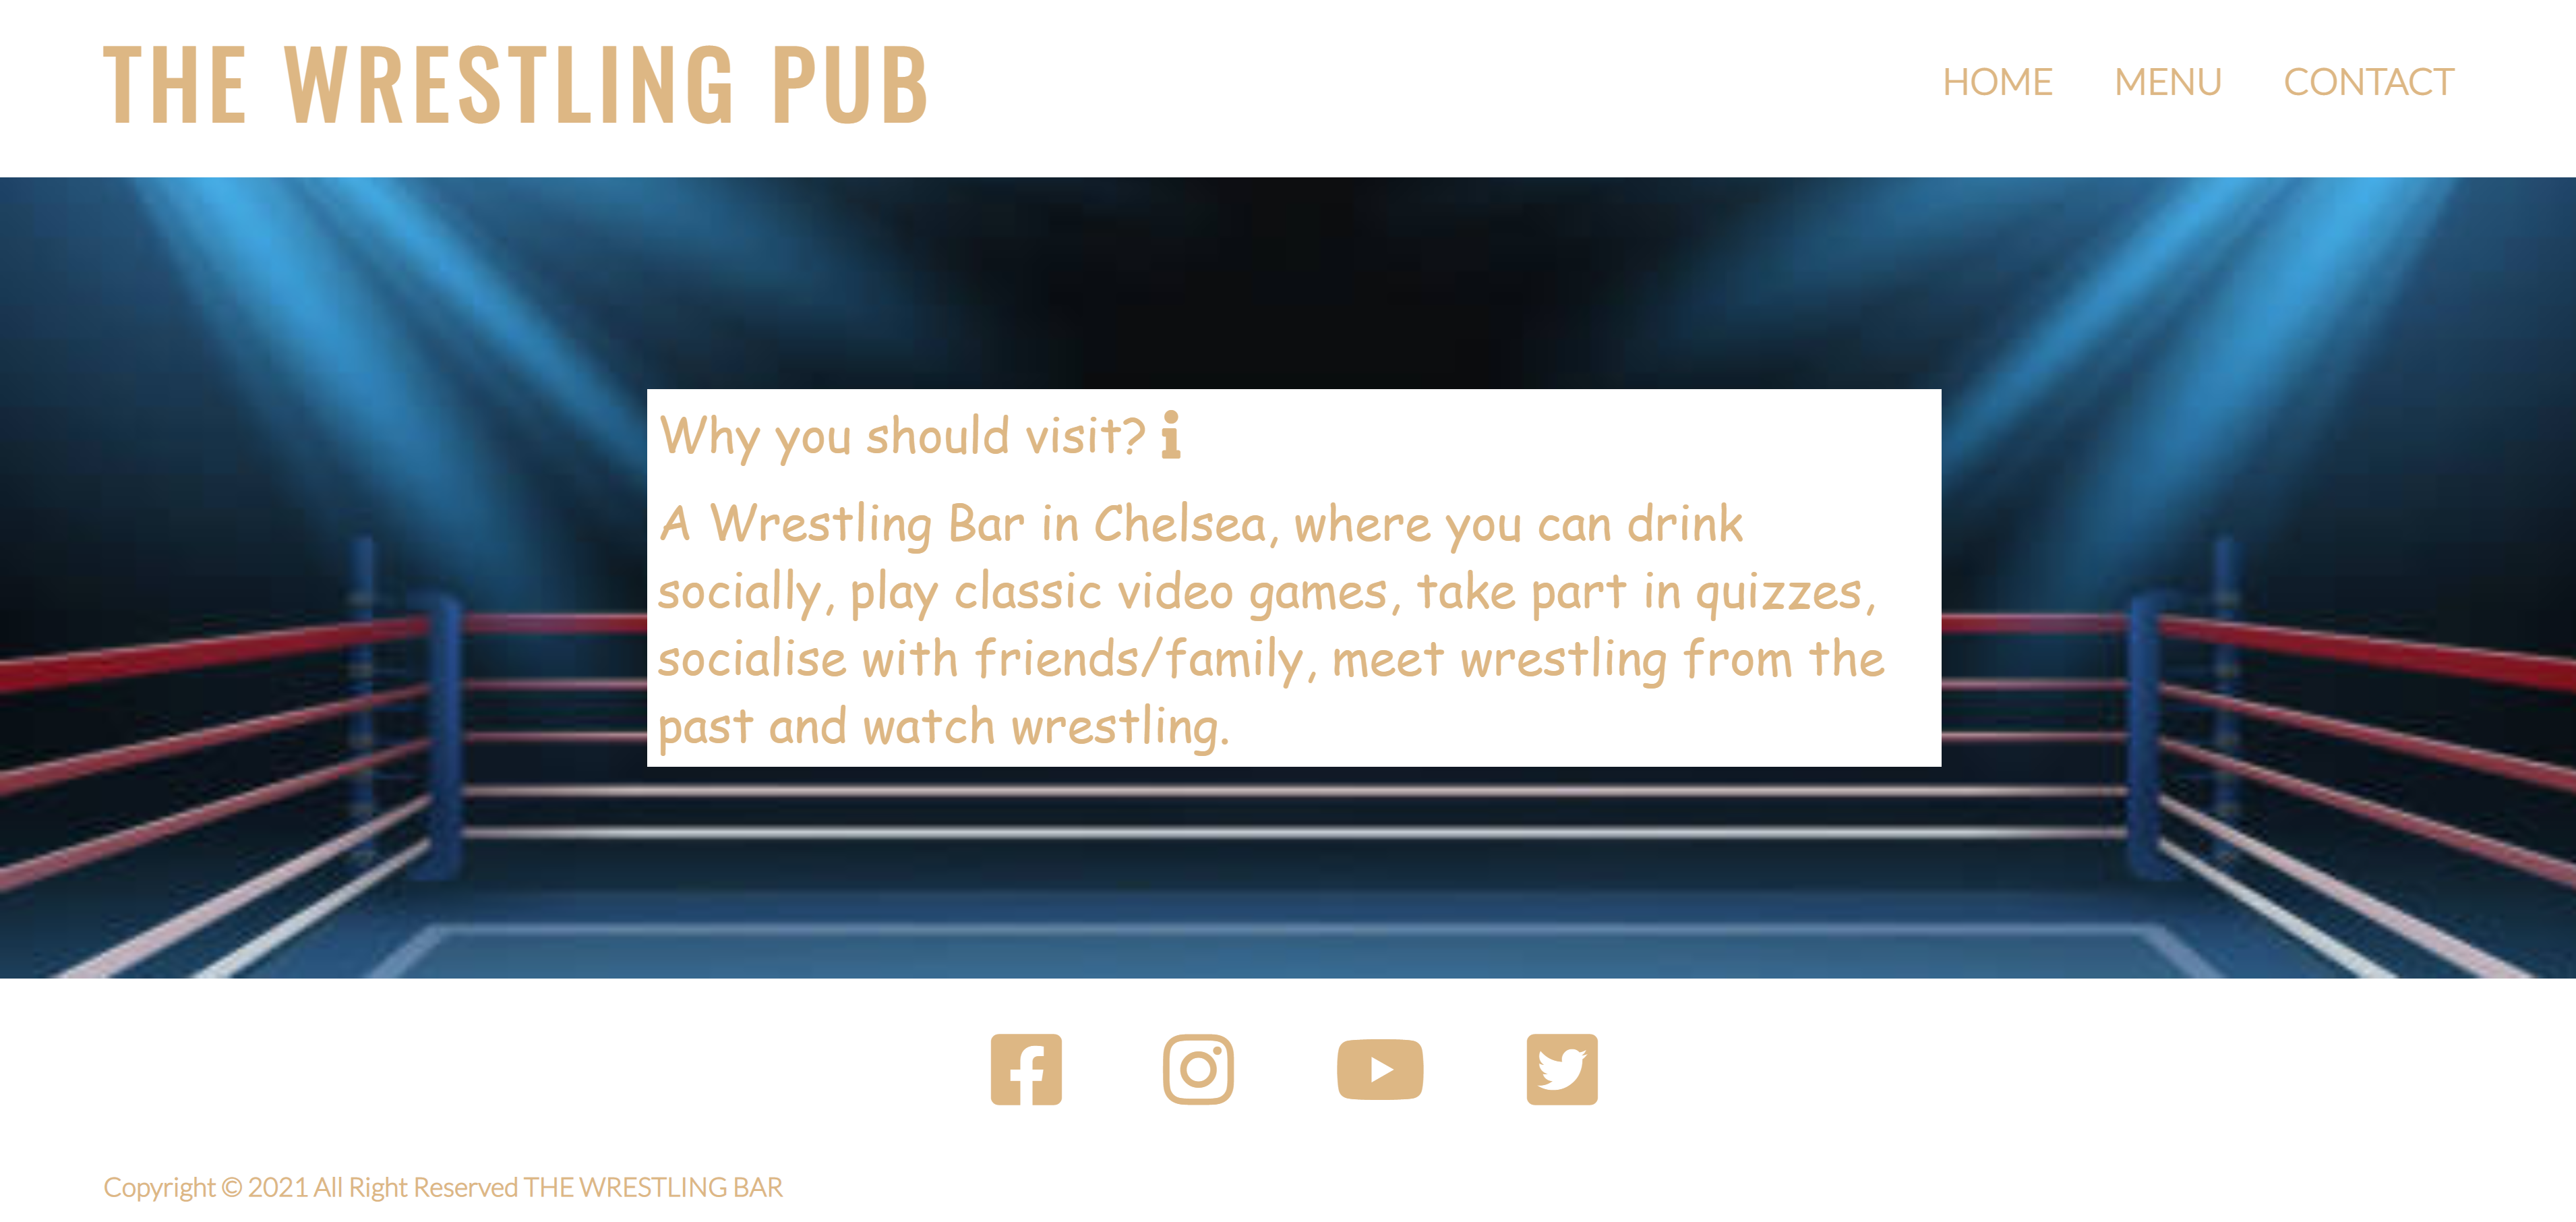 THE WRESTLING PUB
HOME MENU CONTACT
Why you should visit?
A Wrestling Bar in Chelsea, where you can drink
socially, play classic video games, take part in quizzes,
socialise with friends/family, meet wrestling from the
past and watch wrestling.
Copyright © 2021 All Right Reserved THE WRESTLING BAR